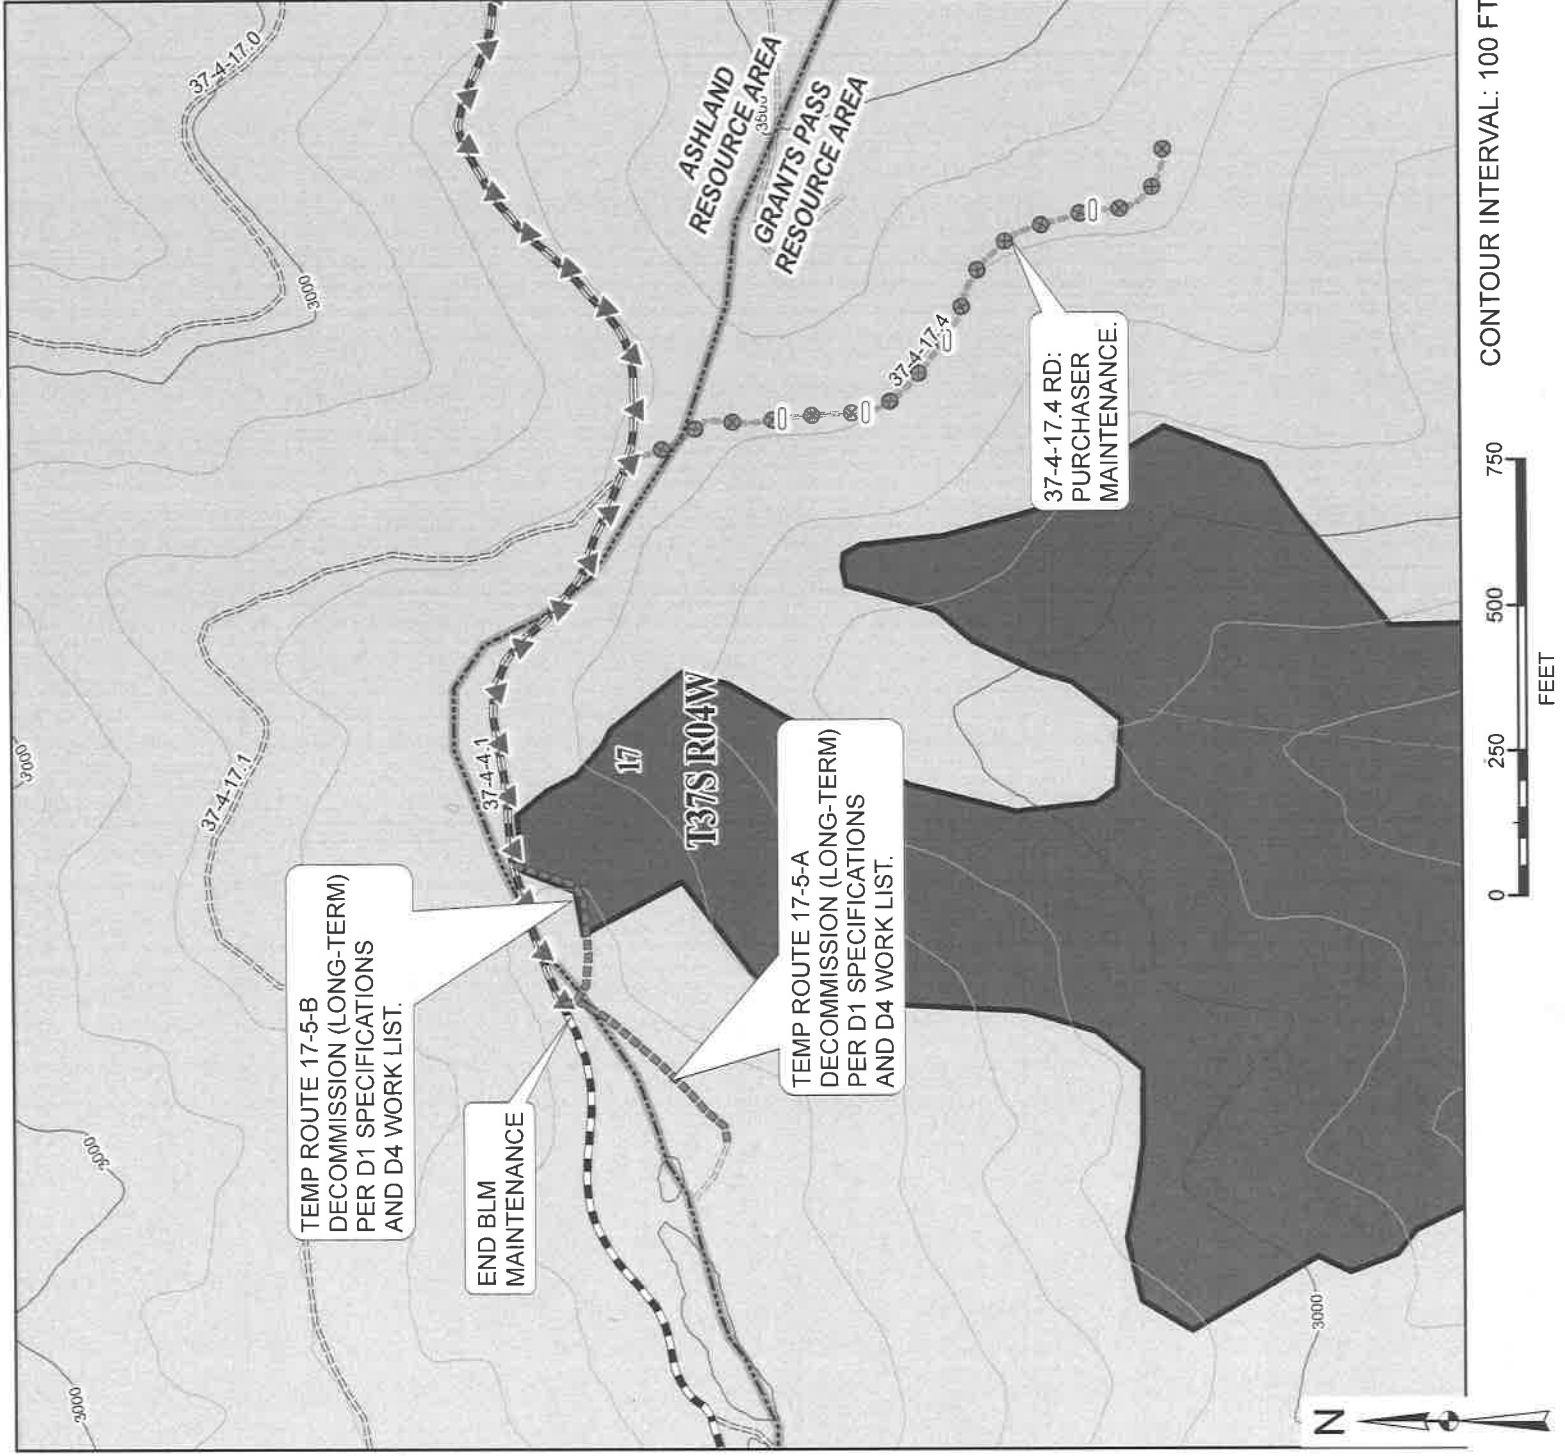 3000
3000
3000
3000
3000
37-4-17.1
37-4-17.0
TEMP ROUTE 17-5-B
DECOMMISSION (LONG-TERM)
PER D1 SPECIFICATIONS
AND D4 WORK LIST.
END BLM
MAINTENANCE
37-4-4.1
17
T37S R04W
ASHLAND
RESOURCE AREA
GRANTS PASS
RESOURCE AREA
TEMP ROUTE 17-5-A
DECOMMISSION (LONG-TERM)
PER D1 SPECIFICATIONS
AND D4 WORK LIST.
37-4-17.4
37-4-17.4 RD:
PURCHASER
MAINTENANCE.
N
0
250
500
750
FEET
CONTOUR INTERVAL: 100 FT